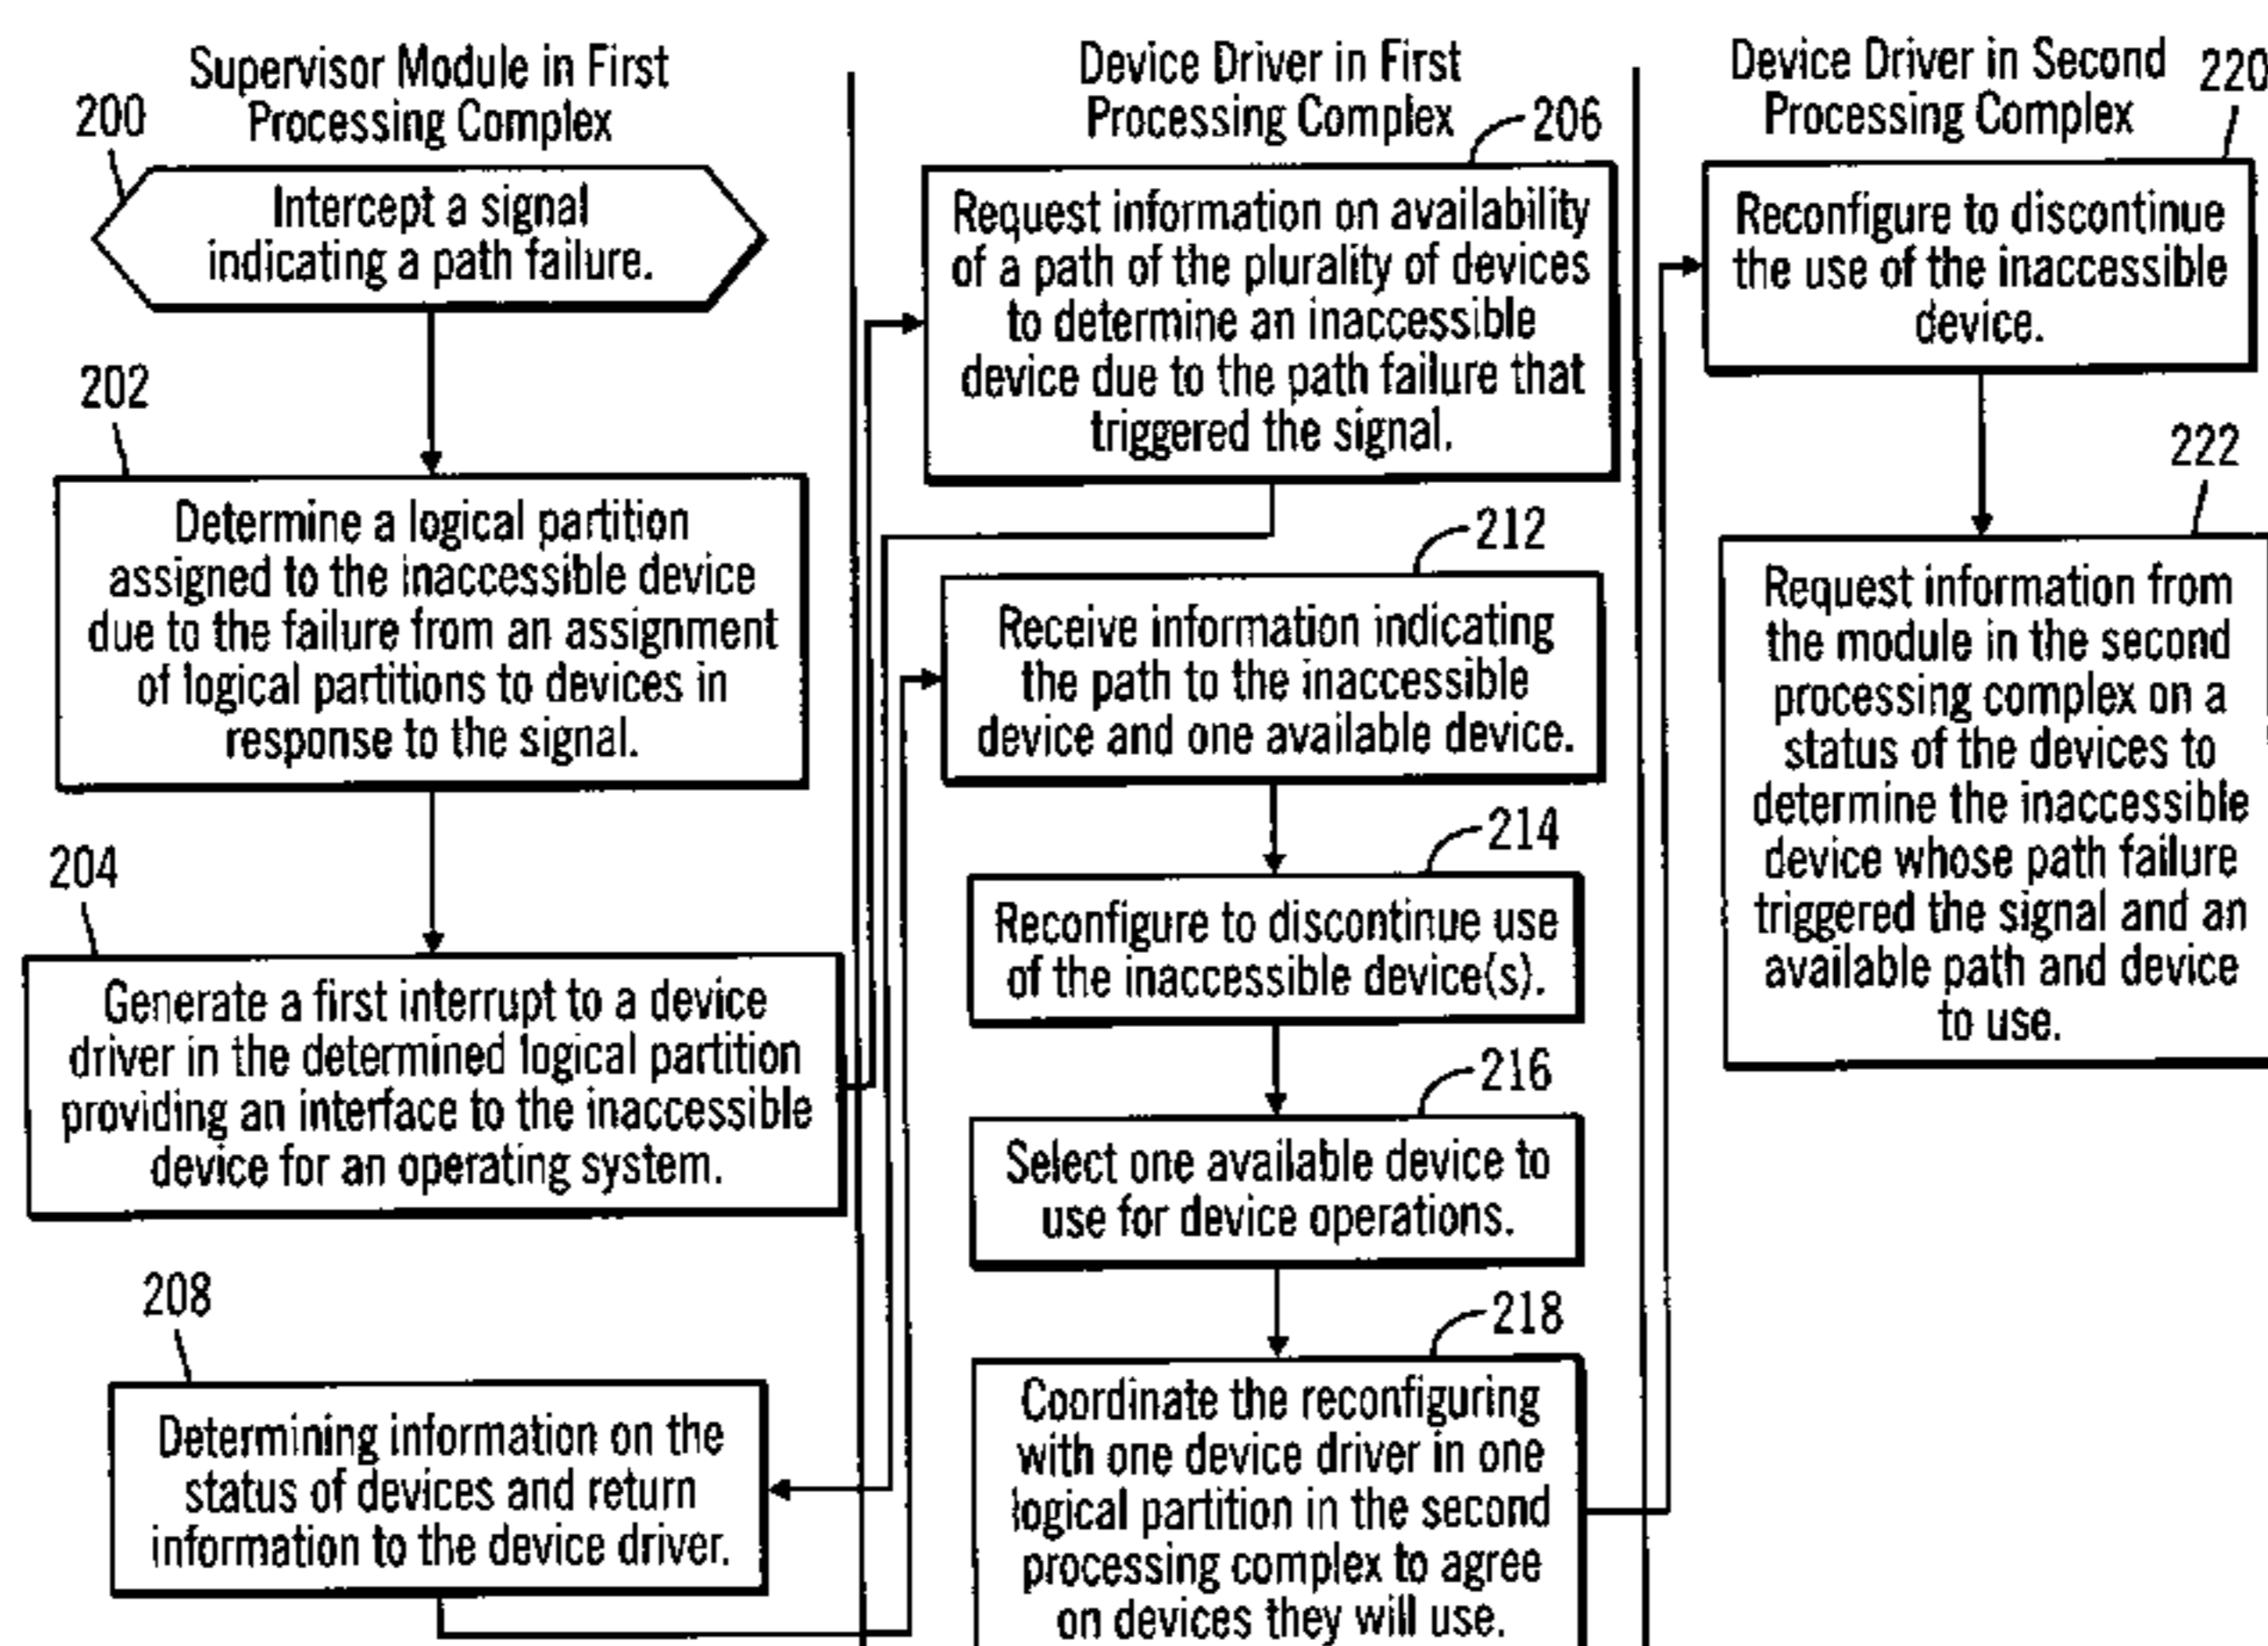 Supervisor Module in First
Processing Complex
200
Intercept a signal
indicating a path failure.
202
Determine a logical partition
assigned to the inaccessible device
due to the failure from an assignment
of logical partitions to devices in
response to the signal.
204
Generate a first interrupt to a device
driver in the determined logical partition
providing an interface to the inaccessible
device for an operating system.
208
Determining information on the
status of devices and return
information to the device driver.
Device Driver in First
Processing Complex
206
Request information on availability
of a path of the plurality of devices
to determine an inaccessible
device due to the path failure that
triggered the signal.
212
Receive information indicating
the path to the inaccessible
device and one available device.
214
Reconfigure to discontinue use
of the inaccessible device(s).
216
Select one available device to
use for device operations.
218
Coordinate the reconfiguring
with one device driver in one
logical partition in the second
processing complex to agree
on devices they will use.
Device Driver in Second
Processing Complex
220
Reconfigure to discontinue
the use of the inaccessible
device.
222
Request information from
the module in the second
processing complex on a
status of the devices to
determine the inaccessible
device whose path failure
triggered the signal and an
available path and device
to use.